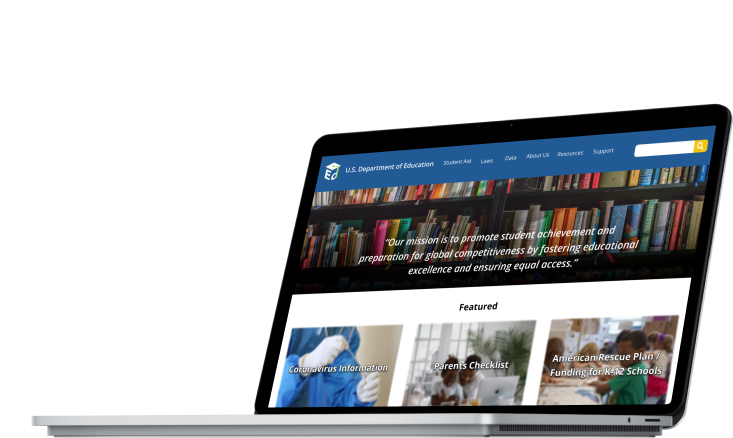 ED
U.S. Department of Education
Student Aid
Laws
Data
About Us
Resources
Support
“Our mission is to promote student achievement and
preparation for global competitiveness by fostering educational
excellence and ensuring equal access.”
Featured
Coronavirus Information
Parents Checklist
American Rescue Plan /
Funding for K-12 Schools